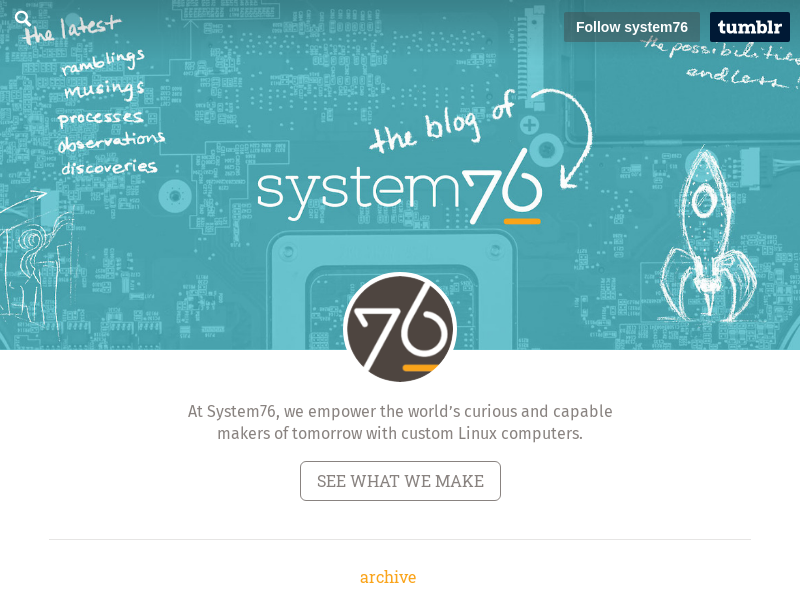 the latest
ramblings
musings
processes
observations
discoveries
Follow system76
tumblr
the possibilities
endless
the blog of
system76
76
At System76, we empower the world's curious and capable
makers of tomorrow with custom Linux computers.
SEE WHAT WE MAKE
archive